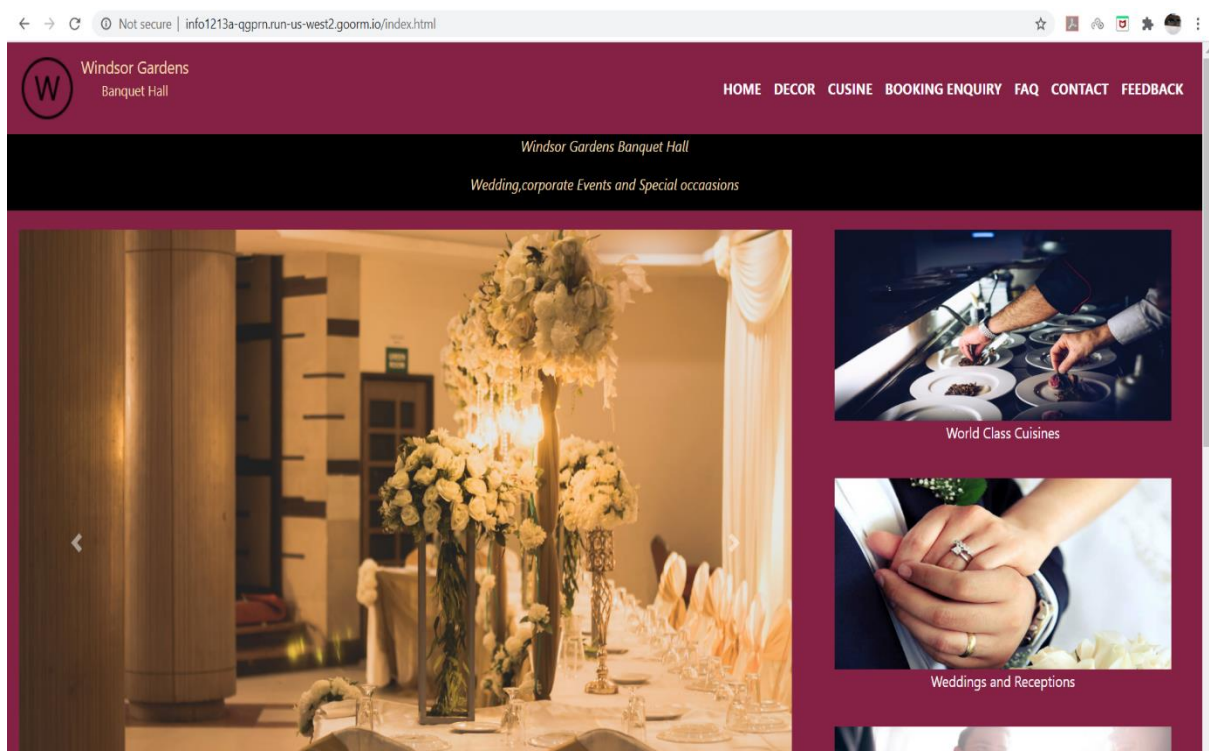 Not secure | info1213a-qgprn.run-us-west2.goorm.io/index.html
W
Windsor Gardens
Banquet Hall
HOME DECOR CUSINE BOOKING ENQUIRY FAQ CONTACT FEEDBACK
Windsor Gardens Banquet Hall
Wedding,corporate Events and Special occaasions
World Class Cuisines
Weddings and Receptions